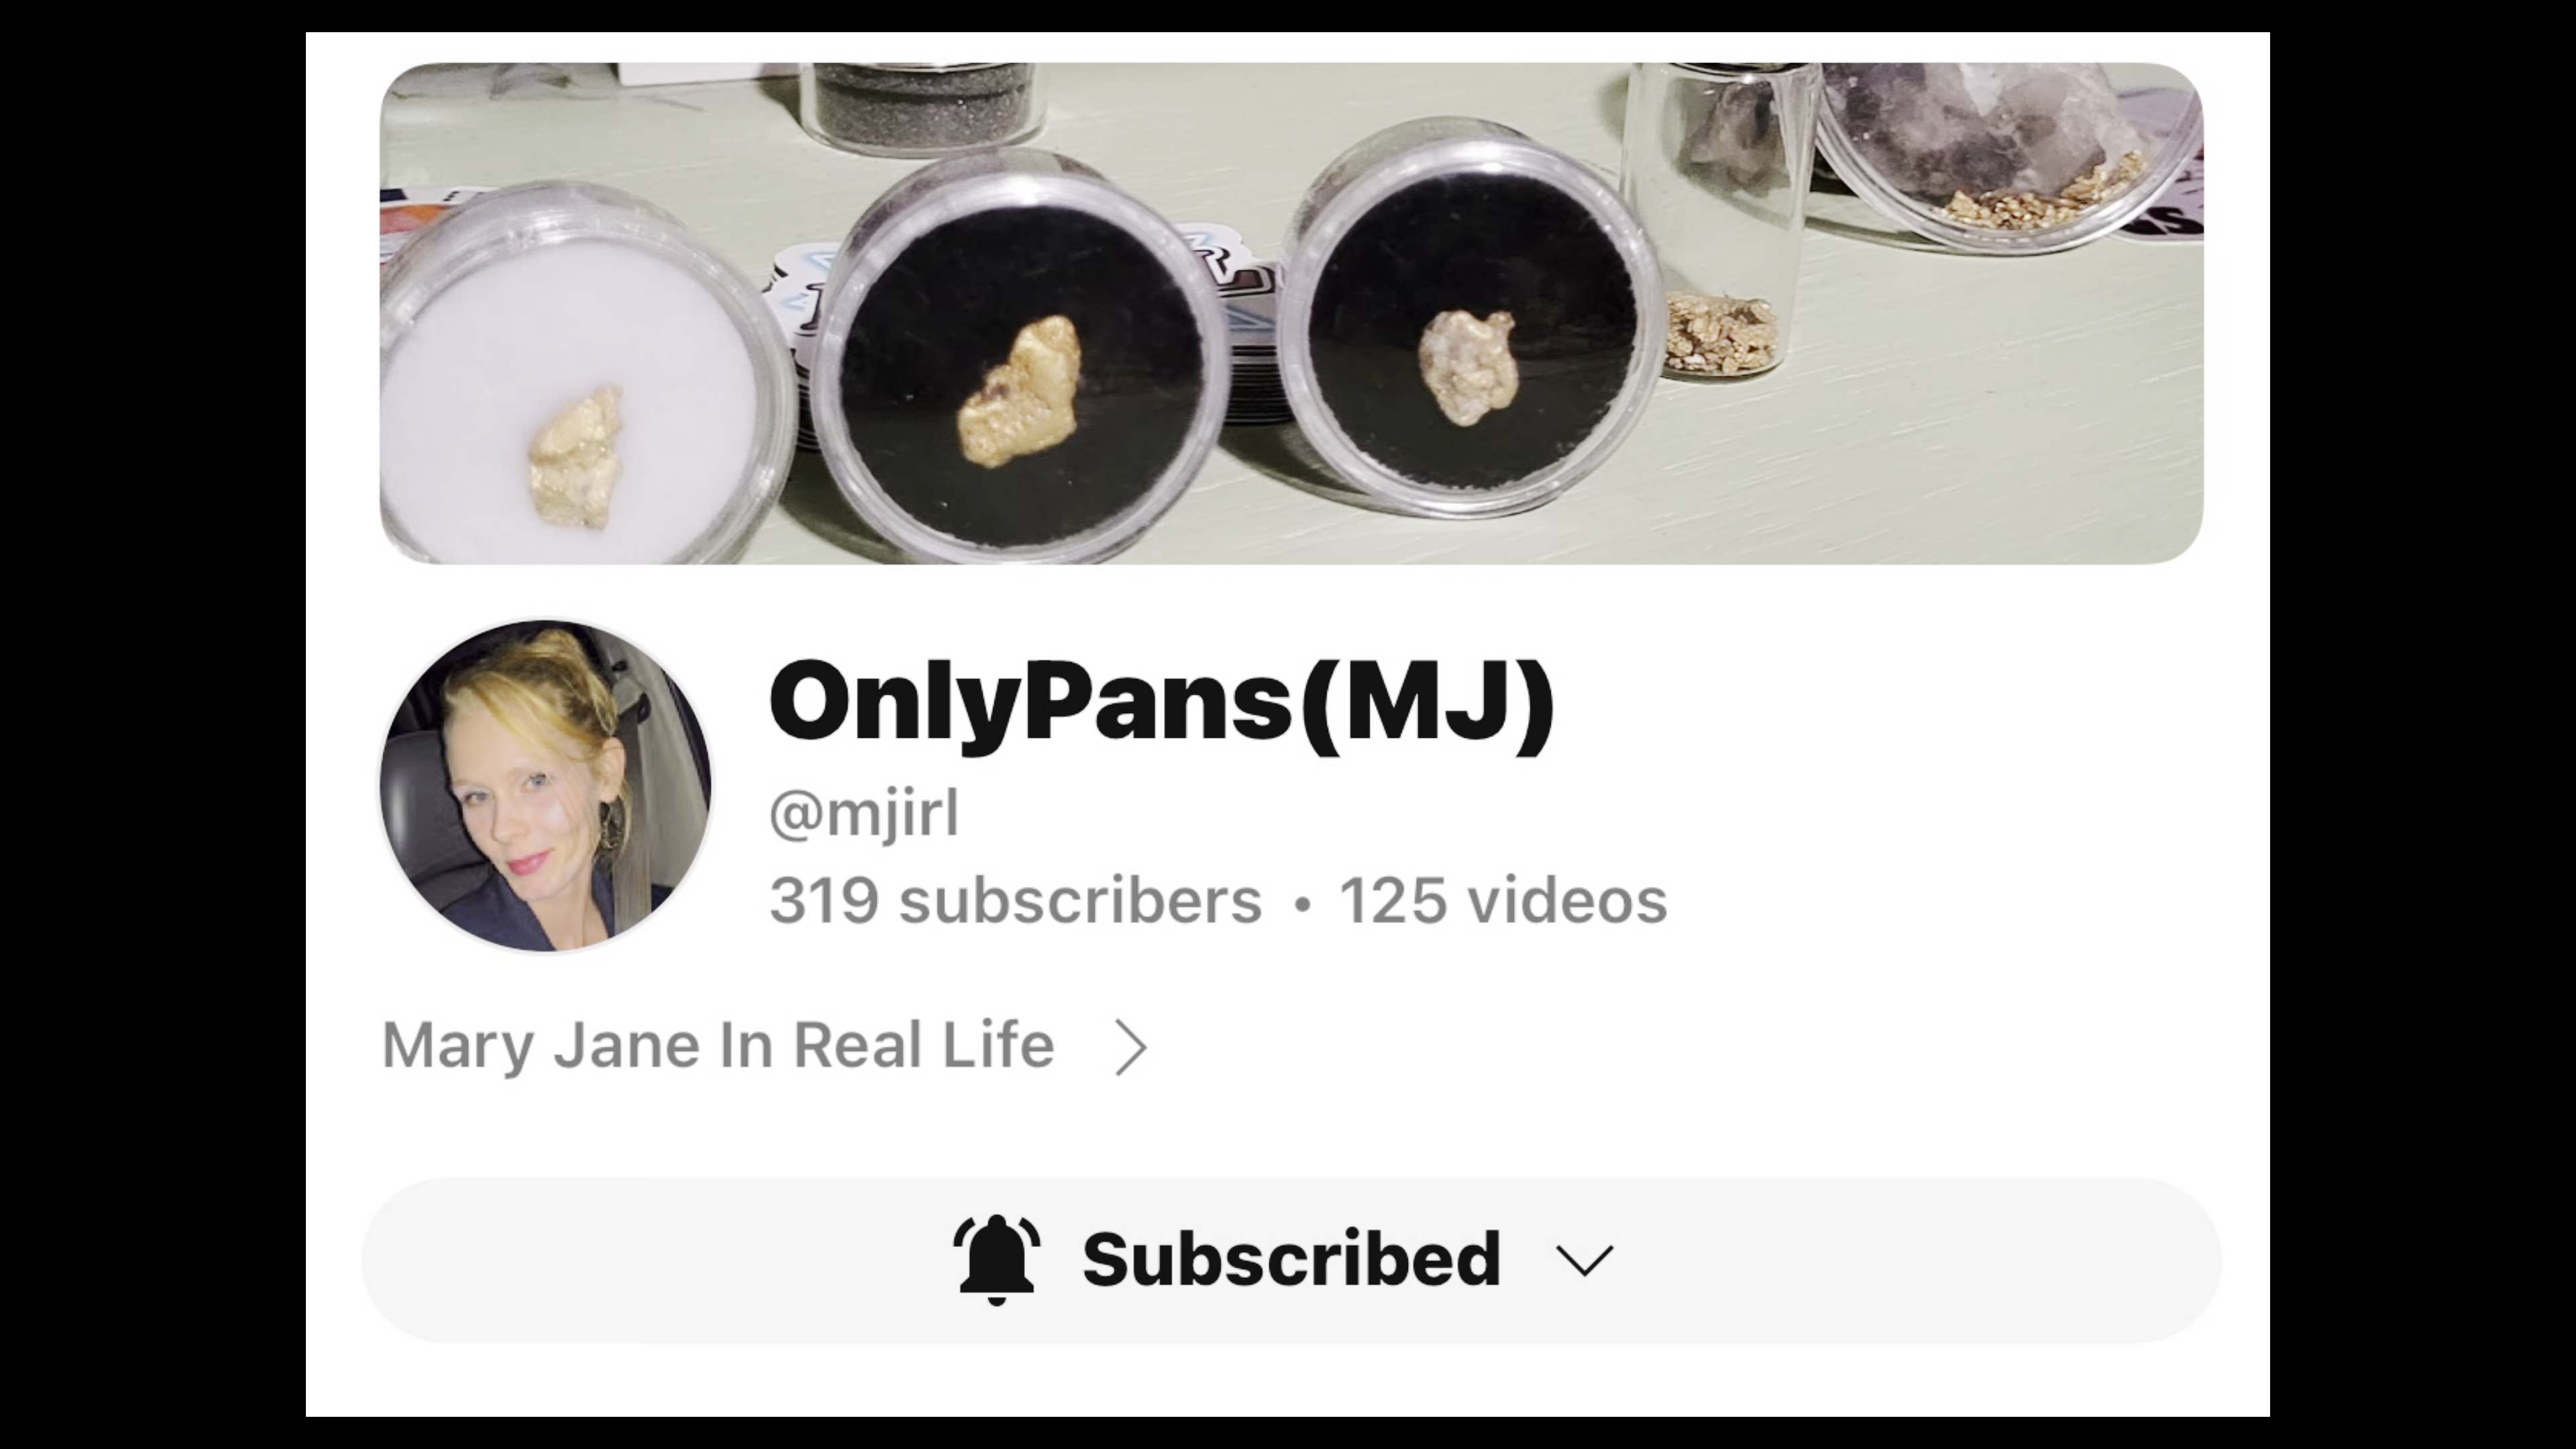 OnlyPans(MJ)
@mjirl
319 subscribers • 125 videos
Mary Jane In Real Life
Subscribed